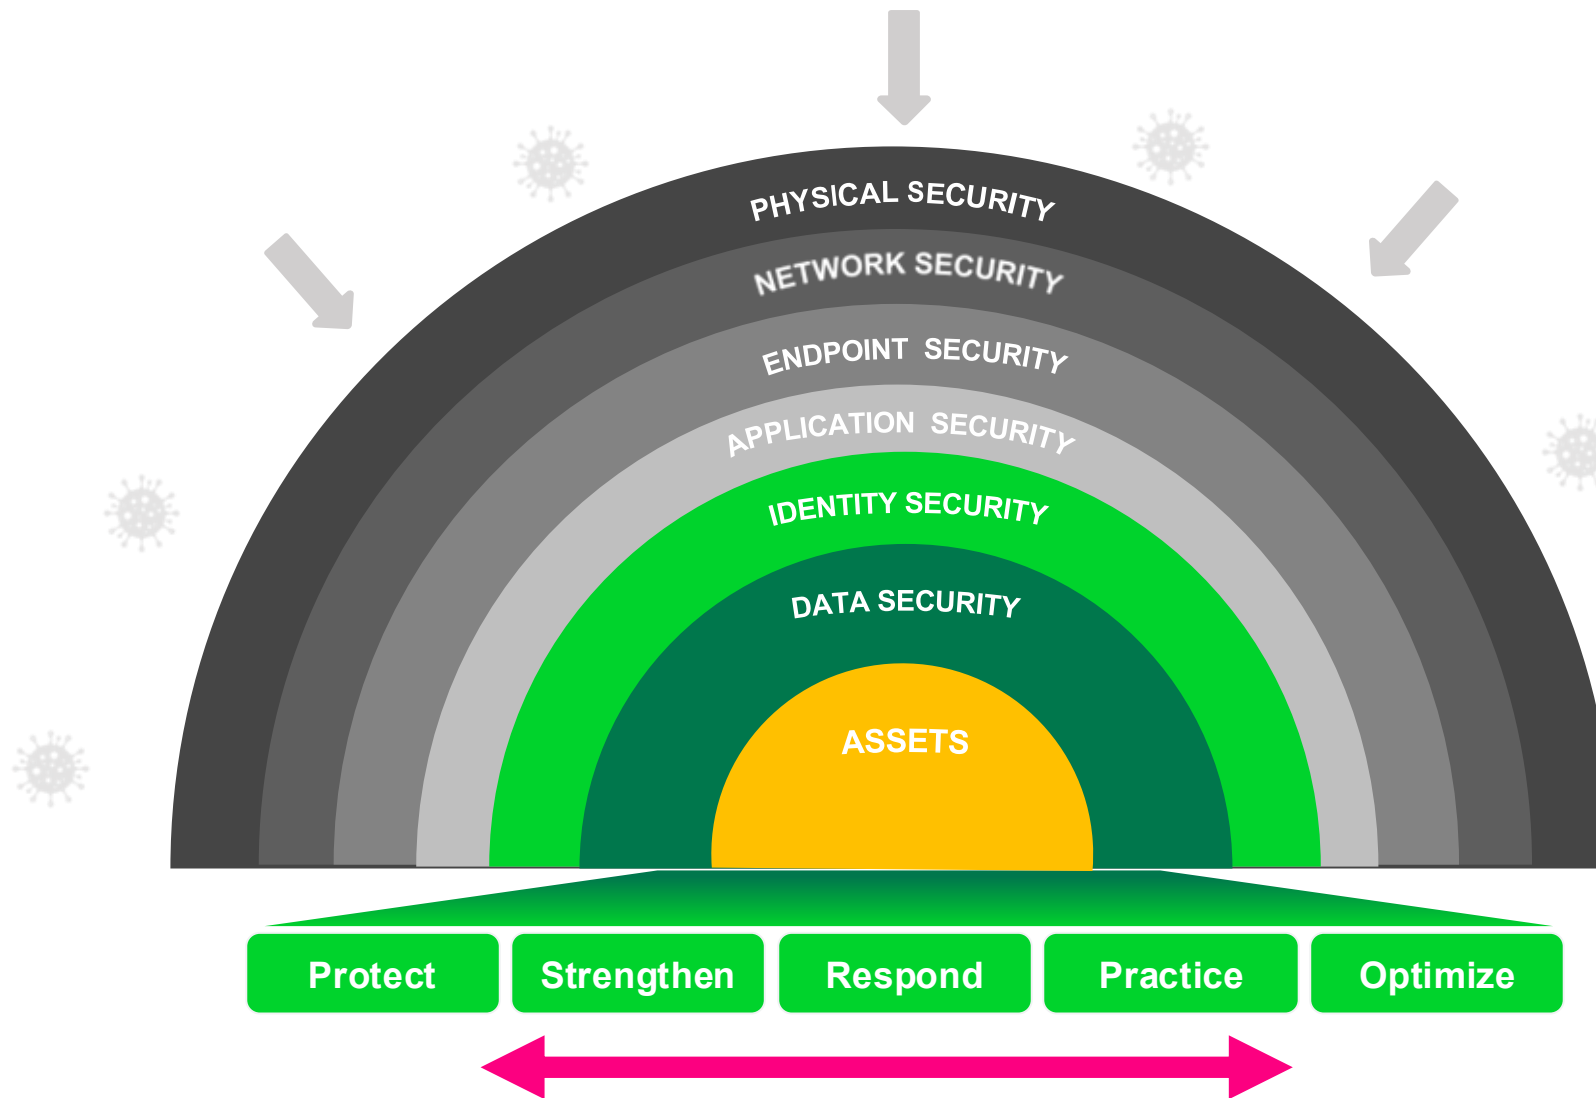 PHYSICAL SECURITY
NETWORK SECURITY
ENDPOINT SECURITY
APPLICATION SECURITY
IDENTITY SECURITY
DATA SECURITY
ASSETS
Protect
Strengthen
Respond
Practice
Optimize